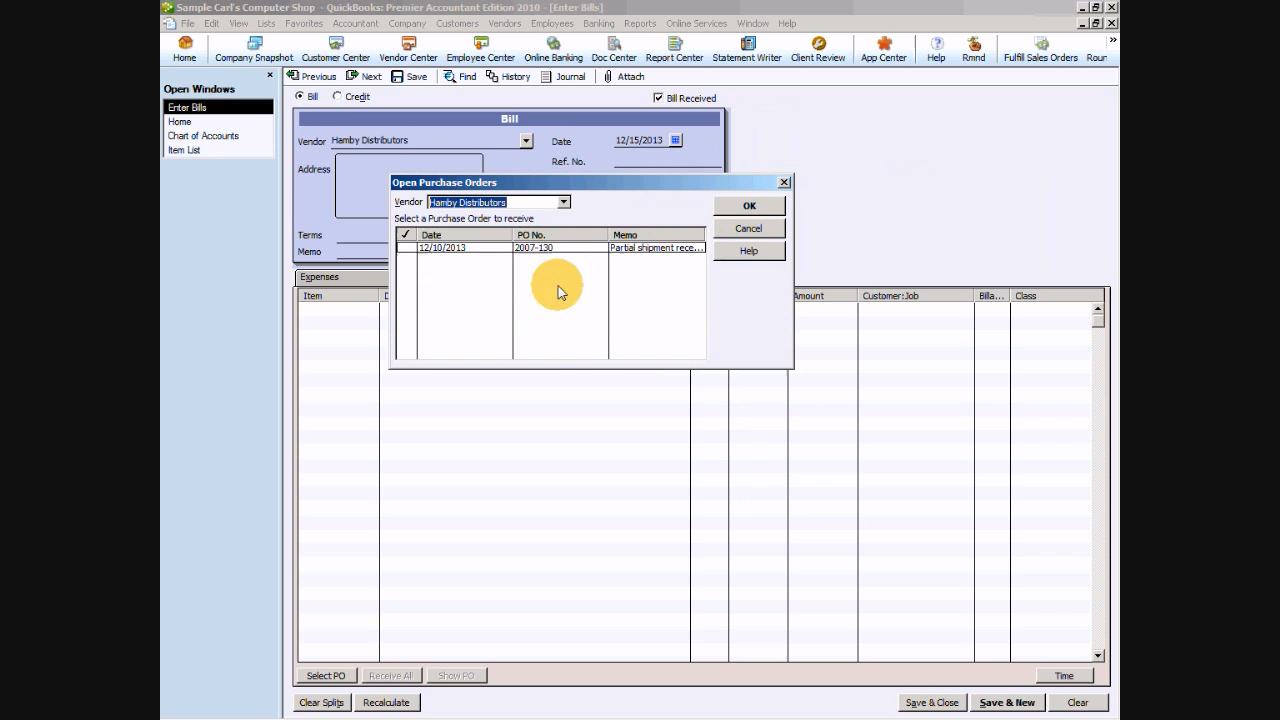 Sample Carl's Computer Shop - QuickBooks: Premier Accountant Edition 2010 - [Enter Bills]
File Edit View Lists Favorites Accountant Company Customers Vendors Employees Banking Reports Online Services Window Help
Home Company Snapshot Customer Center Vendor Center Employee Center Online Banking Doc Center Report Center Statement Writer Client Review App Center Help Rmnd Fulfill Sales Orders Roun
Previous Next Save Find History Journal Attach
Open Windows
Enter Bills
Home
Chart of Accounts
Item List
Bill Credit Bill Received
Bill
Vendor Hamby Distributors Date 12/15/2013
Address Ref. No.
Terms
Memo
Open Purchase Orders
Vendor Hamby Distributors OK
Select a Purchase Order to receive
Cancel
Help
✓ Date PO No. Memo
12/10/2013 2007-130 Partial shipment rece...
Expenses
Item D Amount Customer:Job Billa... Class
Select PO Receive All Show PO Time
Clear Splits Recalculate Save & Close Save & New Clear